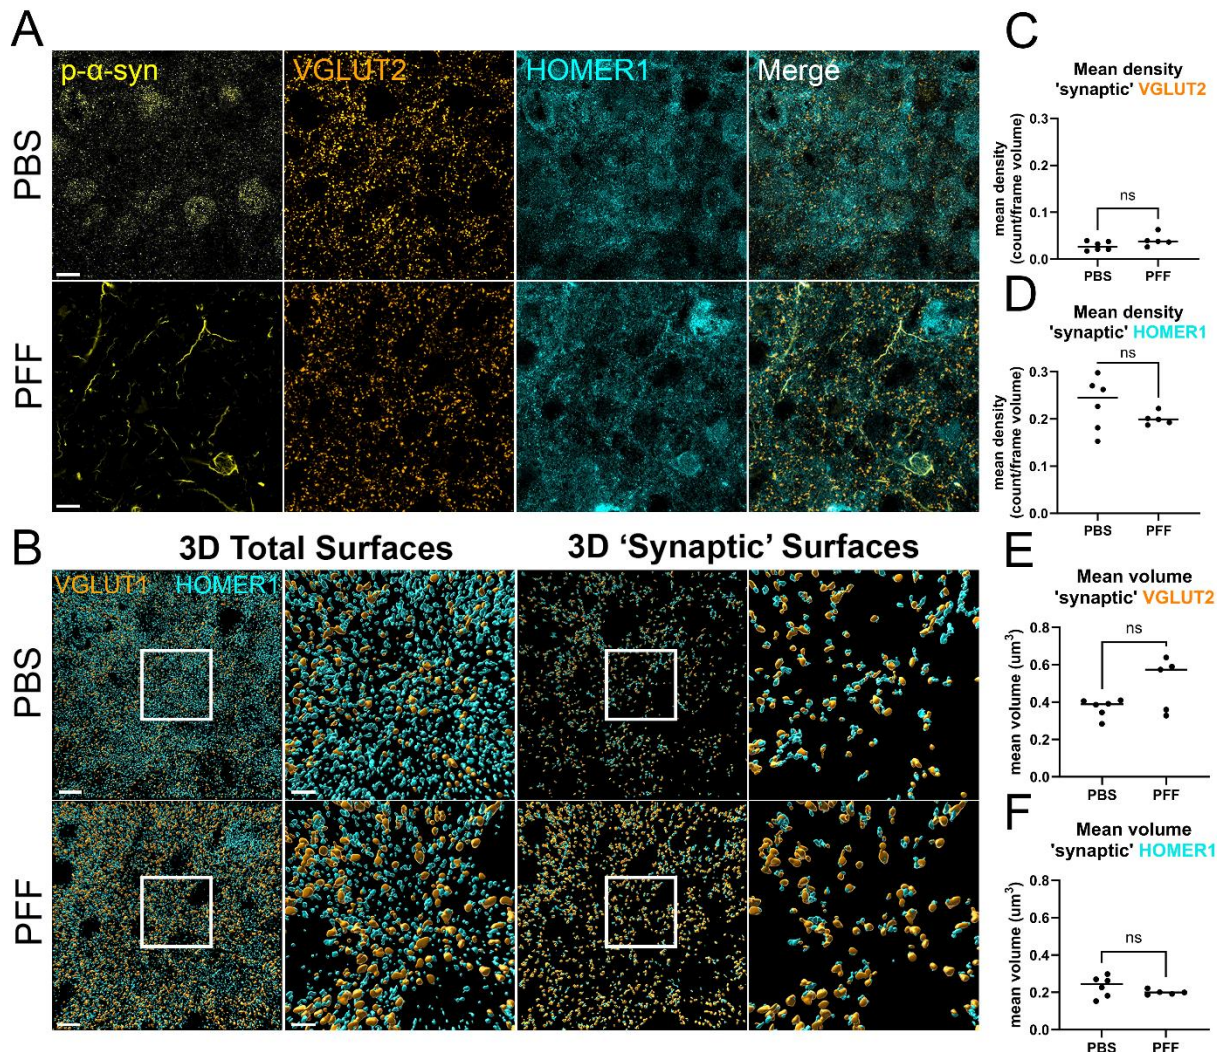 A
p-α-syn VGLUT2 HOMER1 Merge
PBS
PFF
B
3D Total Surfaces 3D ‘Synaptic’ Surfaces
VGLUT1 HOMER1
PBS
PFF
C
Mean density
'synaptic' VGLUT2
mean density
(count/frame volume)
0.3
0.2
0.1
0.0
ns
PBS PFF
D
Mean density
'synaptic' HOMER1
mean density
(count/frame volume)
0.3
0.2
0.1
0.0
ns
PBS PFF
E
Mean volume
'synaptic' VGLUT2
mean volume (um³)
0.8
0.6
0.4
0.2
0.0
ns
PBS PFF
F
Mean volume
'synaptic' HOMER1
mean volume (um³)
0.8
0.6
0.4
0.2
0.0
ns
PBS PFF